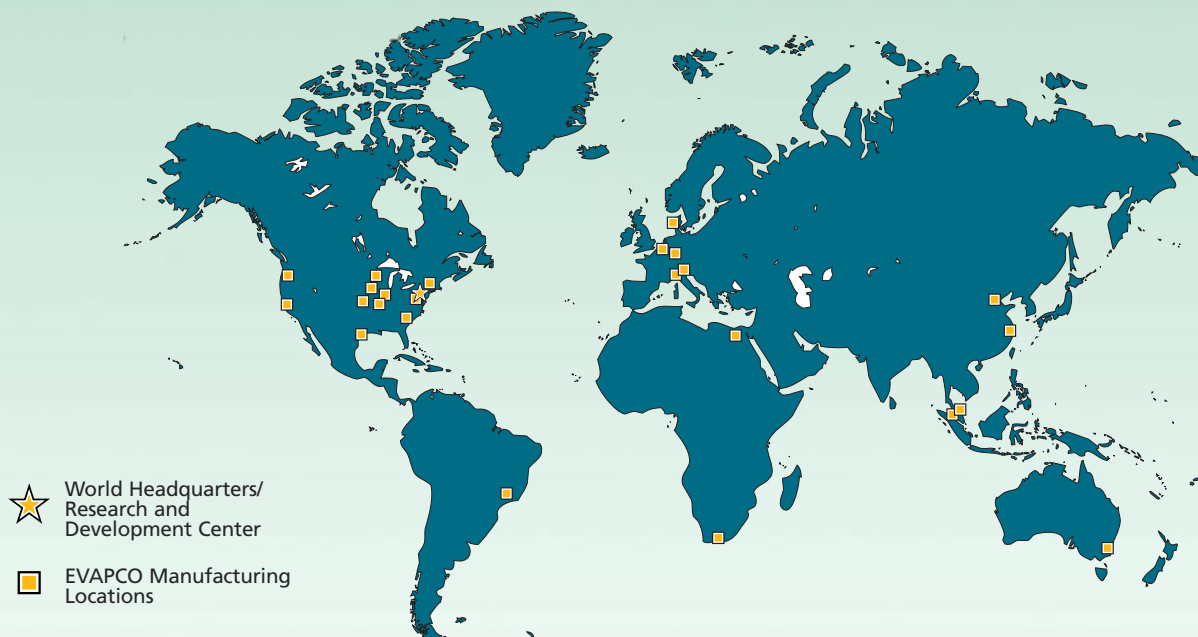 World Headquarters/
Research and
Development Center
EVAPCO Manufacturing
Locations